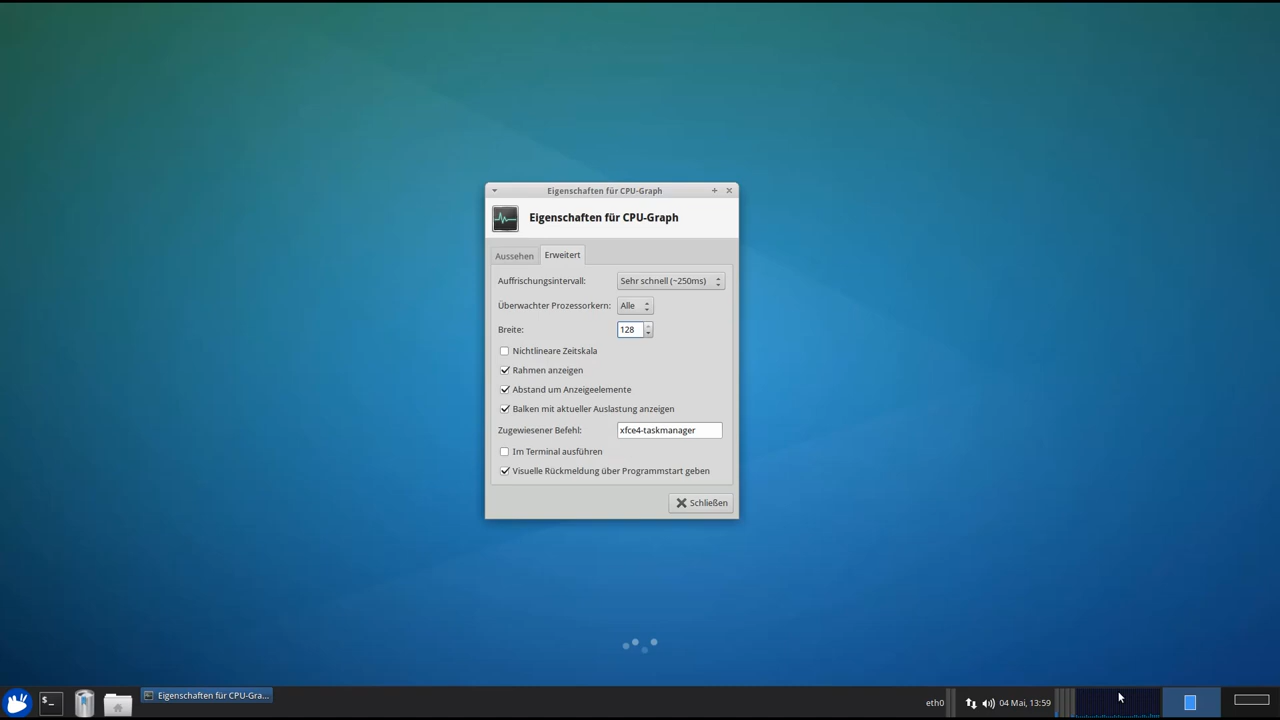 Eigenschaften für CPU-Graph
Eigenschaften für CPU-Graph
Aussehen
Erweitert
Auffrischungsintervall: Sehr schnell (~250ms)
Überwachter Prozessorkern: Alle
Breite: 128
Nichtlineare Zeitskala
Rahmen anzeigen
Abstand um Anzeigeelemente
Balken mit aktueller Auslastung anzeigen
Zugewiesener Befehl: xfce4-taskmanager
Im Terminal ausführen
Visuelle Rückmeldung über Programmstart geben
Schließen
$_
Eigenschaften für CPU-Gra...
eth0
04 Mai, 13:59